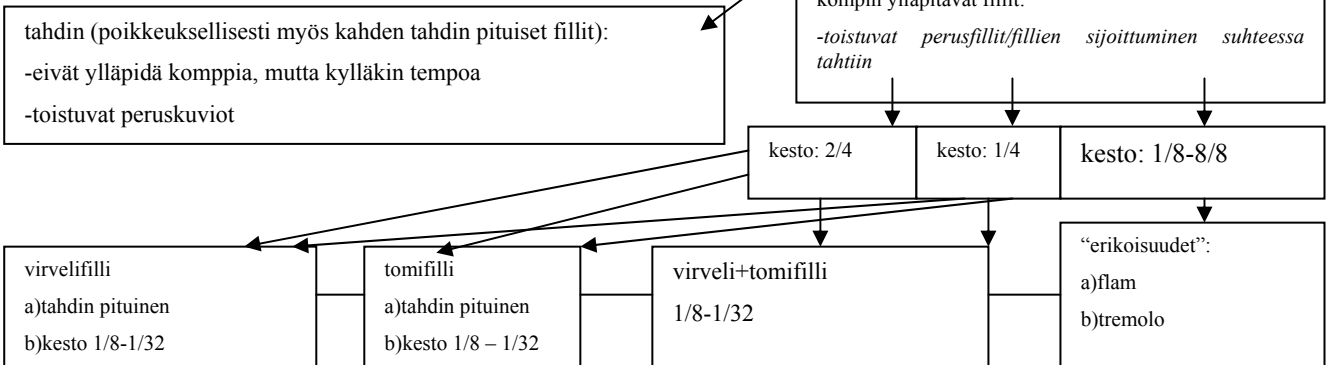 kompin ylläpitävät fillit:
-toistuvat perusfillit/fillien sijoittuminen suhteessa
tahtiin
tahdin (poikkeuksellisesti myös kahden tahdin pituiset fillit):
-eivät ylläpidä komppia, mutta kylläkin tempoa
-toistuvat peruskuviot
kesto: 2/4
kesto: 1/4
kesto: 1/8-8/8
virvelifilli
a)tahdin pituinen
b)kesto 1/8-1/32
tomifilli
a)tahdin pituinen
b)kesto 1/8 – 1/32
virveli+tomifilli
1/8-1/32
“erikoisuudet”:
a)flam
b)tremolo